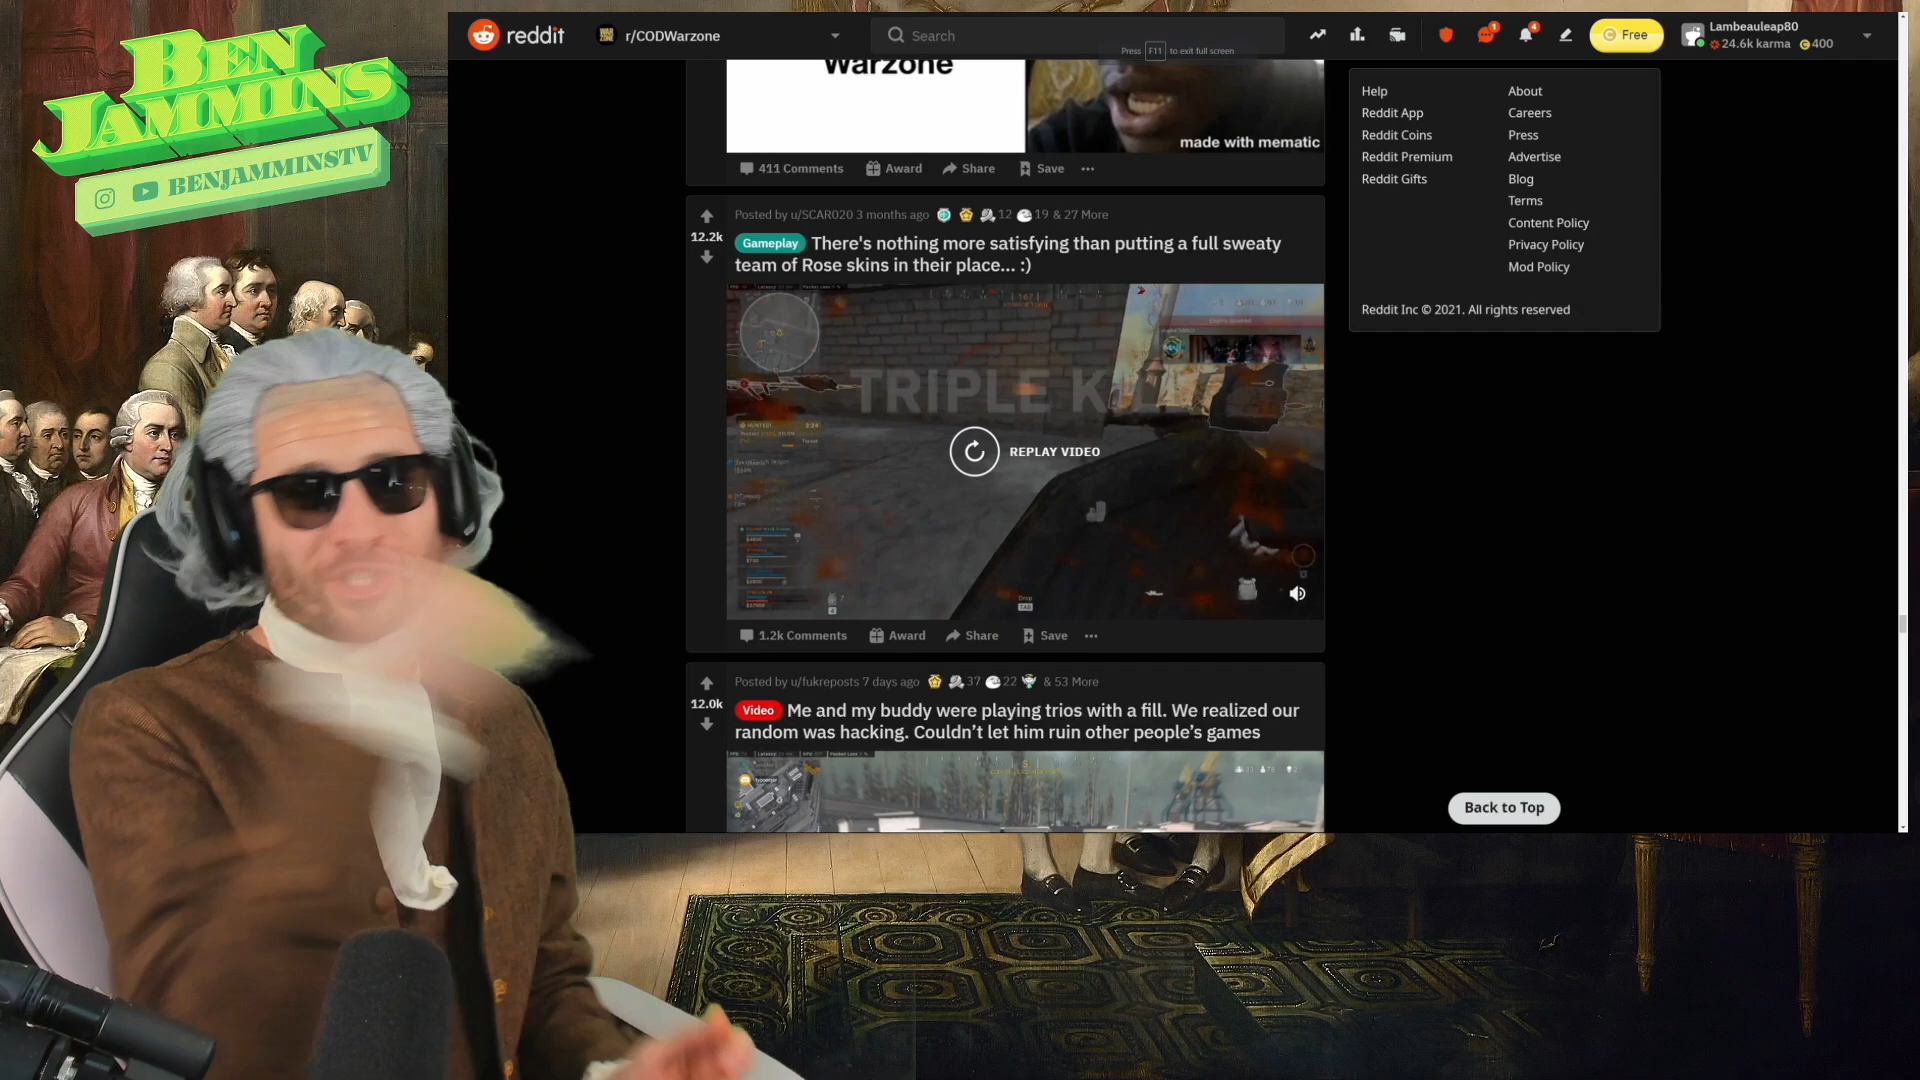 BEN
JAMMINS
BENJAMMINSTV
reddit
r/CODWarzone
Search
Press F11 to exit full screen
1
4
Free
Lambeauleap80
24.6k karma 400
Warzone
made with mematic
411 Comments Award Share Save
Posted by u/SCAR020 3 months ago 12 19 & 27 More
12.2k
Gameplay There's nothing more satisfying than putting a full sweaty
team of Rose skins in their place... :)
TRIPLE KILL
REPLAY VIDEO
Drop
TAB
1.2k Comments Award Share Save
Posted by u/fukreposts 7 days ago 37 22 & 53 More
12.0k
Video Me and my buddy were playing trios with a fill. We realized our
random was hacking. Couldn’t let him ruin other people’s games
Help
Reddit App
Reddit Coins
Reddit Premium
Reddit Gifts
About
Careers
Press
Advertise
Blog
Terms
Content Policy
Privacy Policy
Mod Policy
Reddit Inc © 2021. All rights reserved
Back to Top